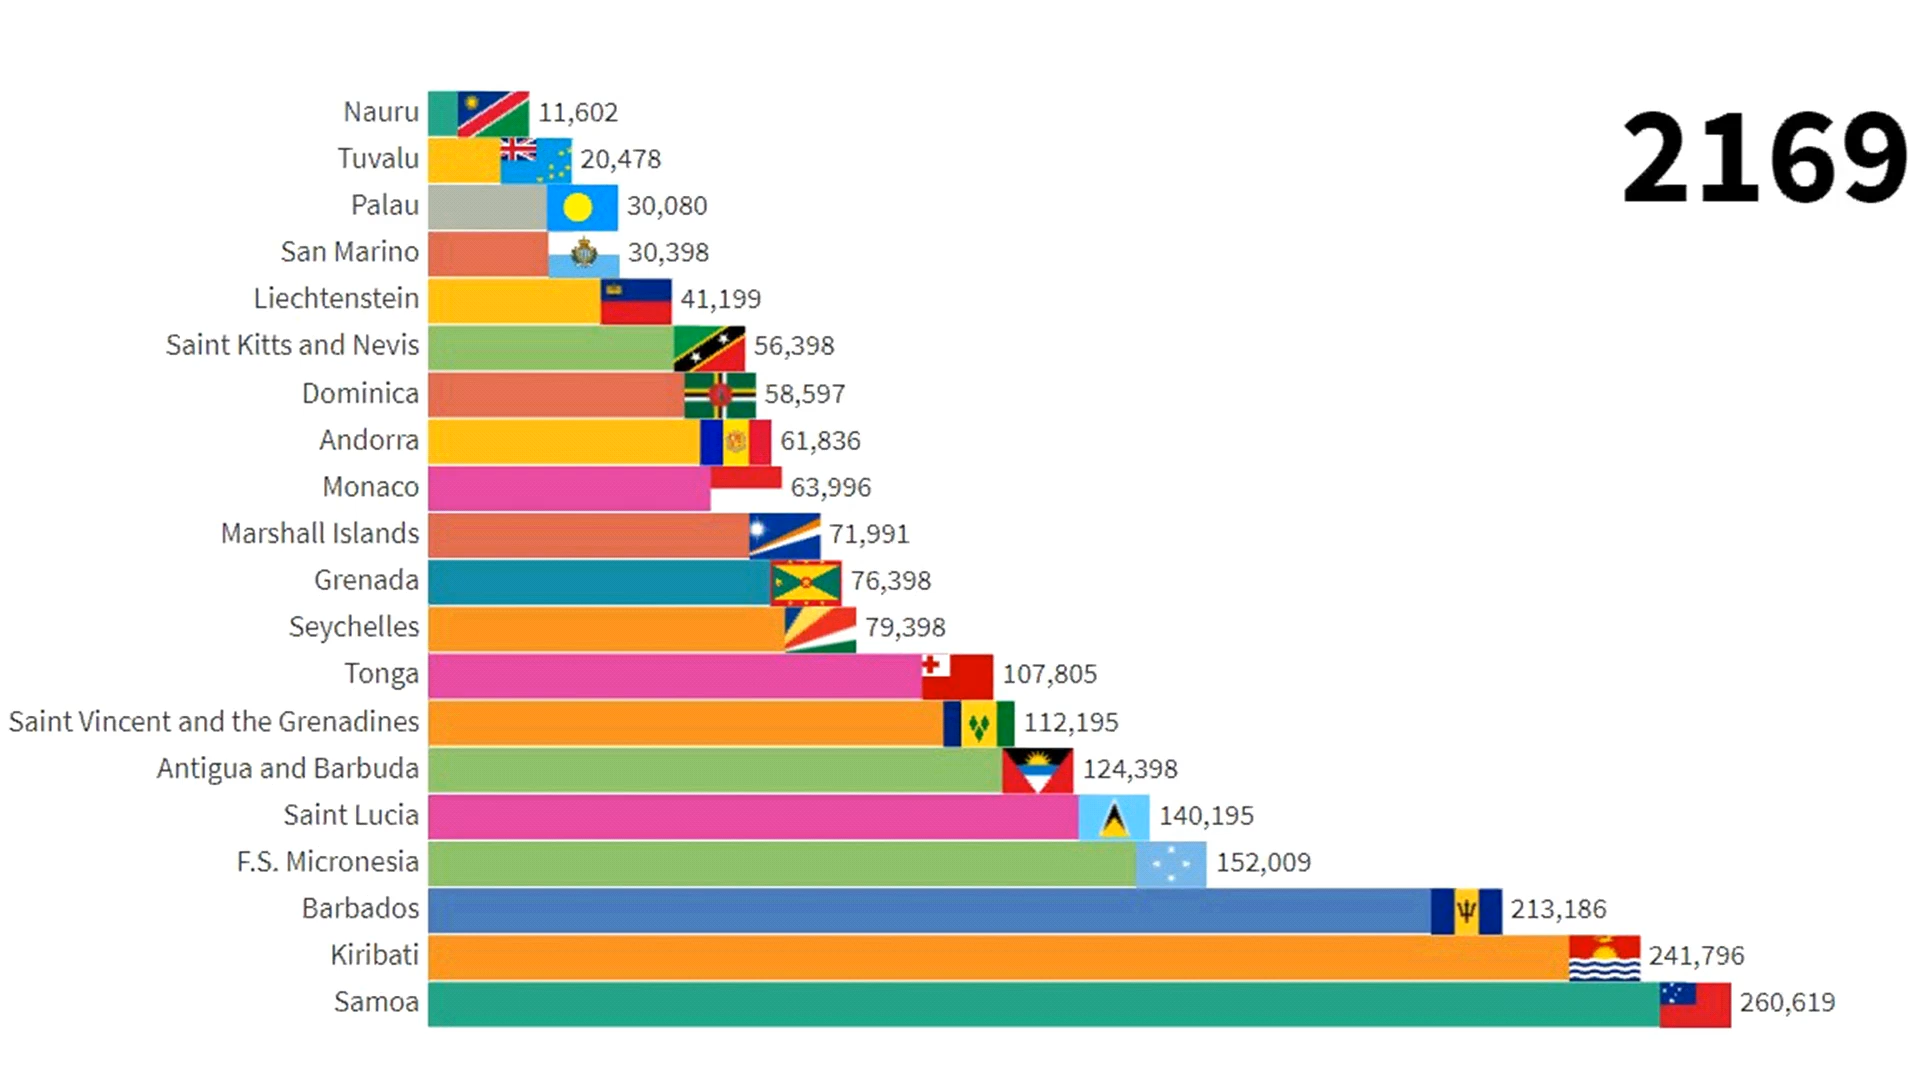 2169
Nauru 11,602
Tuvalu 20,478
Palau 30,080
San Marino 30,398
Liechtenstein 41,199
Saint Kitts and Nevis 56,398
Dominica 58,597
Andorra 61,836
Monaco 63,996
Marshall Islands 71,991
Grenada 76,398
Seychelles 79,398
Tonga 107,805
Saint Vincent and the Grenadines 112,195
Antigua and Barbuda 124,398
Saint Lucia 140,195
F.S. Micronesia 152,009
Barbados 213,186
Kiribati 241,796
Samoa 260,619